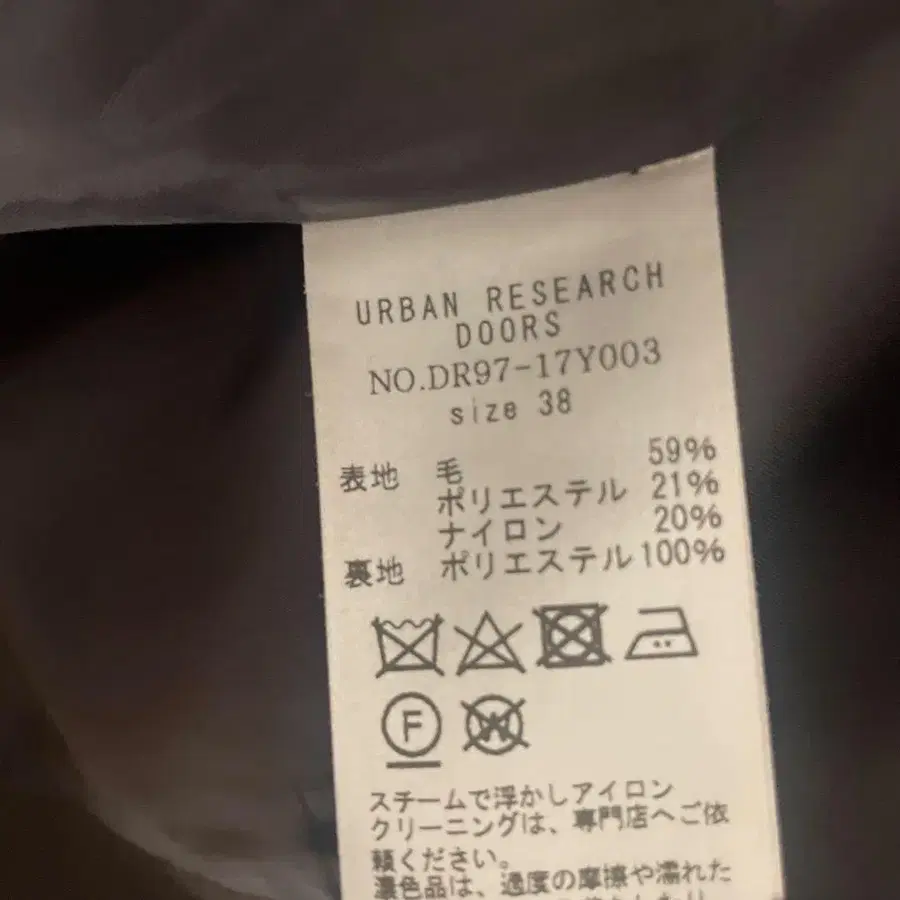 URBAN RESEARCH
DOORS
NO.DR97-17Y003
size 38
表地 毛 59%
ポリエステル 21%
ナイロン 20%
裏地 ポリエステル 100%
F W
スチームで浮かしアイロン
クリーニングは、専門店へご依
頼ください。
濃色品は、過度の摩擦や濡れた